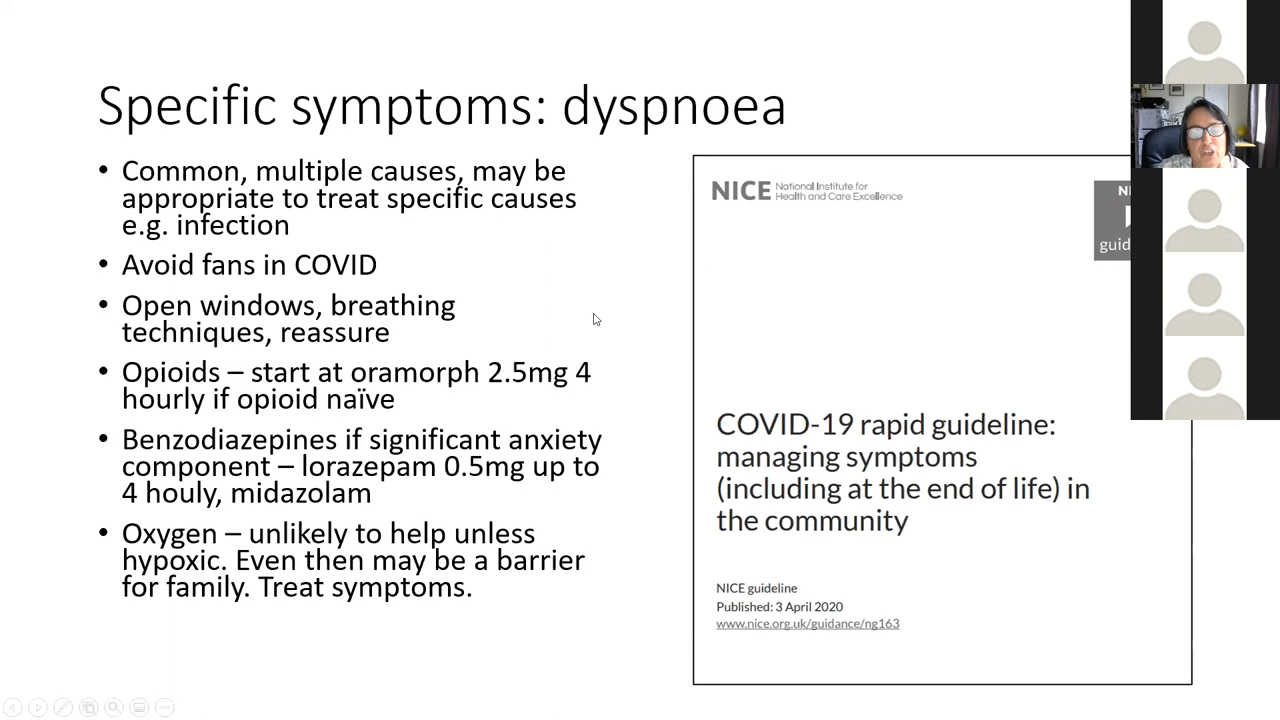 Specific symptoms: dyspnoea
• Common, multiple causes, may be
appropriate to treat specific causes
e.g. infection
• Avoid fans in COVID
• Open windows, breathing
techniques, reassure
• Opioids – start at oramorph 2.5mg 4
hourly if opioid naïve
• Benzodiazepines if significant anxiety
component – lorazepam 0.5mg up to
4 houly, midazolam
• Oxygen – unlikely to help unless
hypoxic. Even then may be a barrier
for family. Treat symptoms.
NICE National Institute for
Health and Care Excellence
COVID-19 rapid guideline:
managing symptoms
(including at the end of life) in
the community
NICE guideline
Published: 3 April 2020
www.nice.org.uk/guidance/ng163